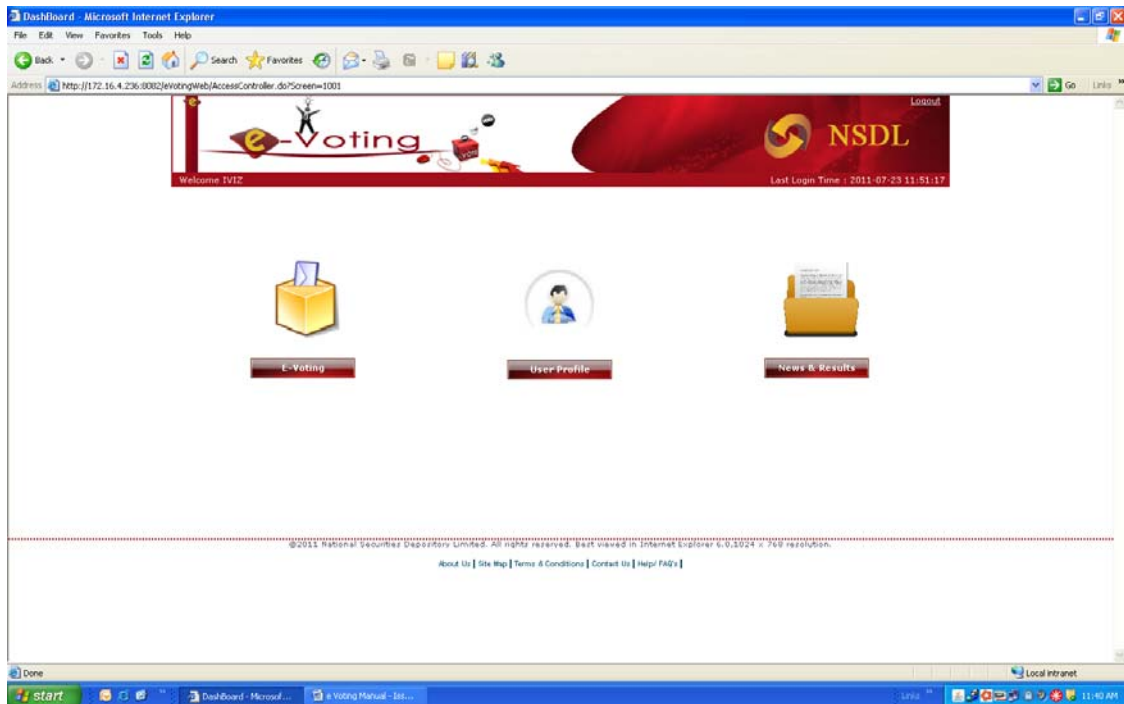 DashBoard - Microsoft Internet Explorer
File Edit View Favorites Tools Help
Back Search Favorites
Address http://172.16.4.236:8082/eVotingWeb/AccessController.do?Screen=1001 Go Links
Logout
e-Voting
VOTE
NSDL
Welcome IVIZ Last Login Time : 2011-07-23 11:51:17
E-Voting User Profile News & Results
©2011 National Securities Depository Limited. All rights reserved. Best viewed in Internet Explorer 6.0,1024 x 768 resolution.
About Us | Site Map | Terms & Conditions | Contact Us | Help/ FAQ's |
Done Local intranet
start DashBoard - Microsof... e Voting Manual - Ins... Links 11:40 AM